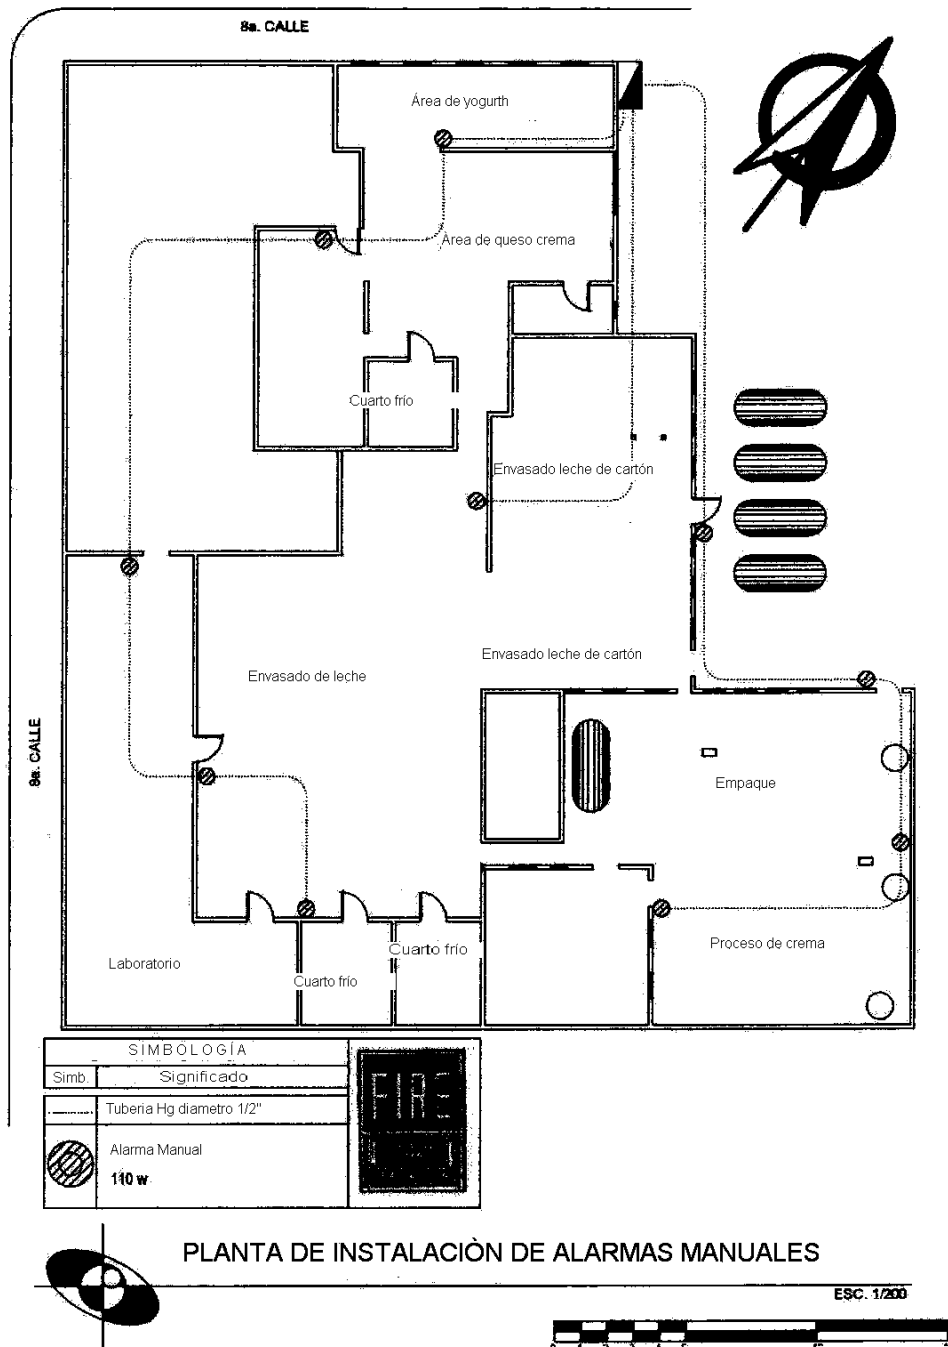 8a. CALLE
Área de yogurth
Área de queso crema
Cuarto frío
Envasado leche de cartón
Envasado leche de cartón
Envasado de leche
9a. CALLE
Empaque
Proceso de crema
Laboratorio
Cuarto frío
Cuarto frío
SIMBOLOGÍA
Simb.
Significado
Tuberia Hg diametro 1/2"
Alarma Manual
110 w
FIRE
PLANTA DE INSTALACIÒN DE ALARMAS MANUALES
ESC. 1/200